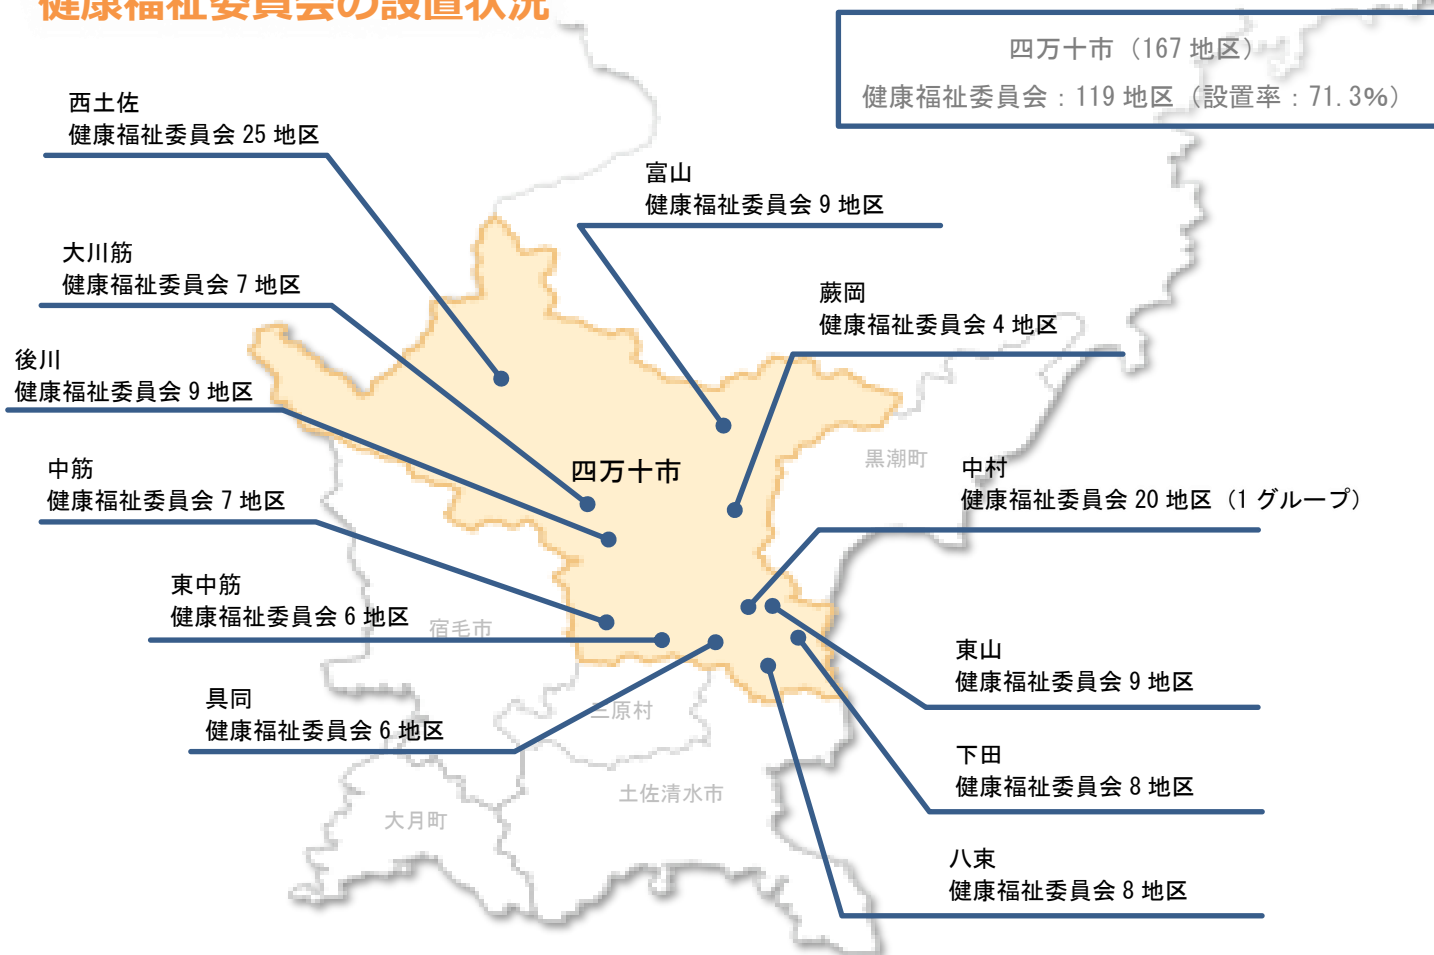 健康福祉委員会の設置状況
四万十市（167 地区）
健康福祉委員会：119 地区（設置率：71.3%）
西土佐
健康福祉委員会 25 地区
富山
健康福祉委員会 9 地区
大川筋
健康福祉委員会 7 地区
蕨岡
健康福祉委員会 4 地区
後川
健康福祉委員会 9 地区
黒潮町
四万十市
中村
健康福祉委員会 20 地区（1 グループ）
中筋
健康福祉委員会 7 地区
東中筋
健康福祉委員会 6 地区
宿毛市
東山
健康福祉委員会 9 地区
具同
健康福祉委員会 6 地区
三原村
下田
健康福祉委員会 8 地区
土佐清水市
大月町
八束
健康福祉委員会 8 地区